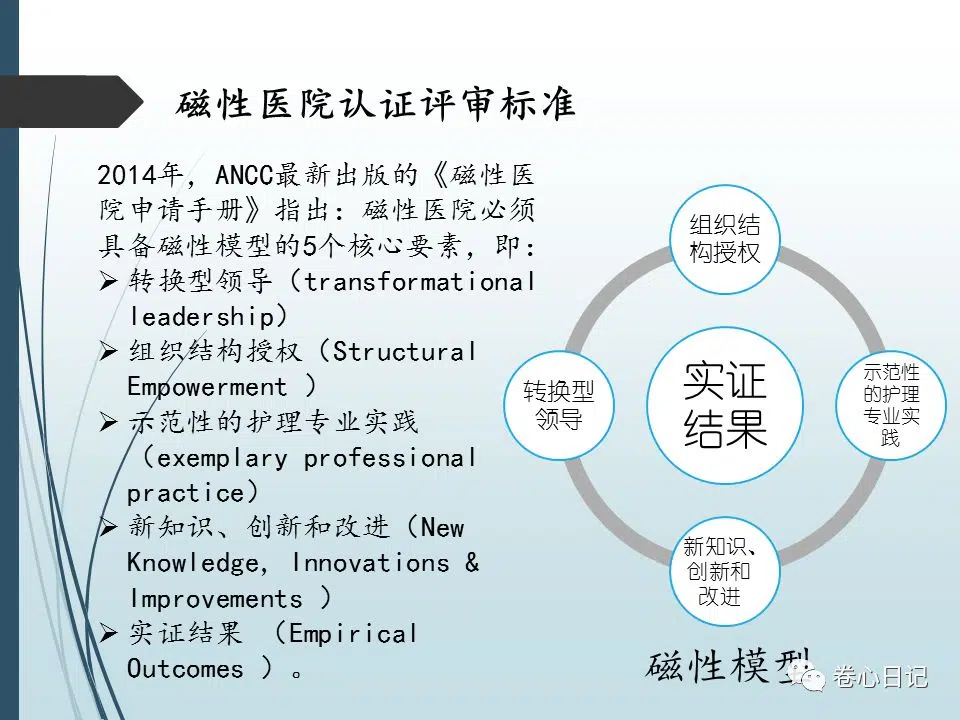 磁性医院认证评审标准
2014年，ANCC最新出版的《磁性医
院申请手册》指出：磁性医院必须
具备磁性模型的5个核心要素，即：
➢ 转换型领导（transformational
leadership）
➢ 组织结构授权（Structural
Empowerment ）
➢ 示范性的护理专业实践
（exemplary professional
practice）
➢ 新知识、创新和改进（New
Knowledge, Innovations &
Improvements ）
➢ 实证结果 （Empirical
Outcomes ）。
组织结
构授权
转换型
领导
实证
结果
示范性
的护理
专业实
践
新知识、
创新和
改进
磁性模型
卷心日记